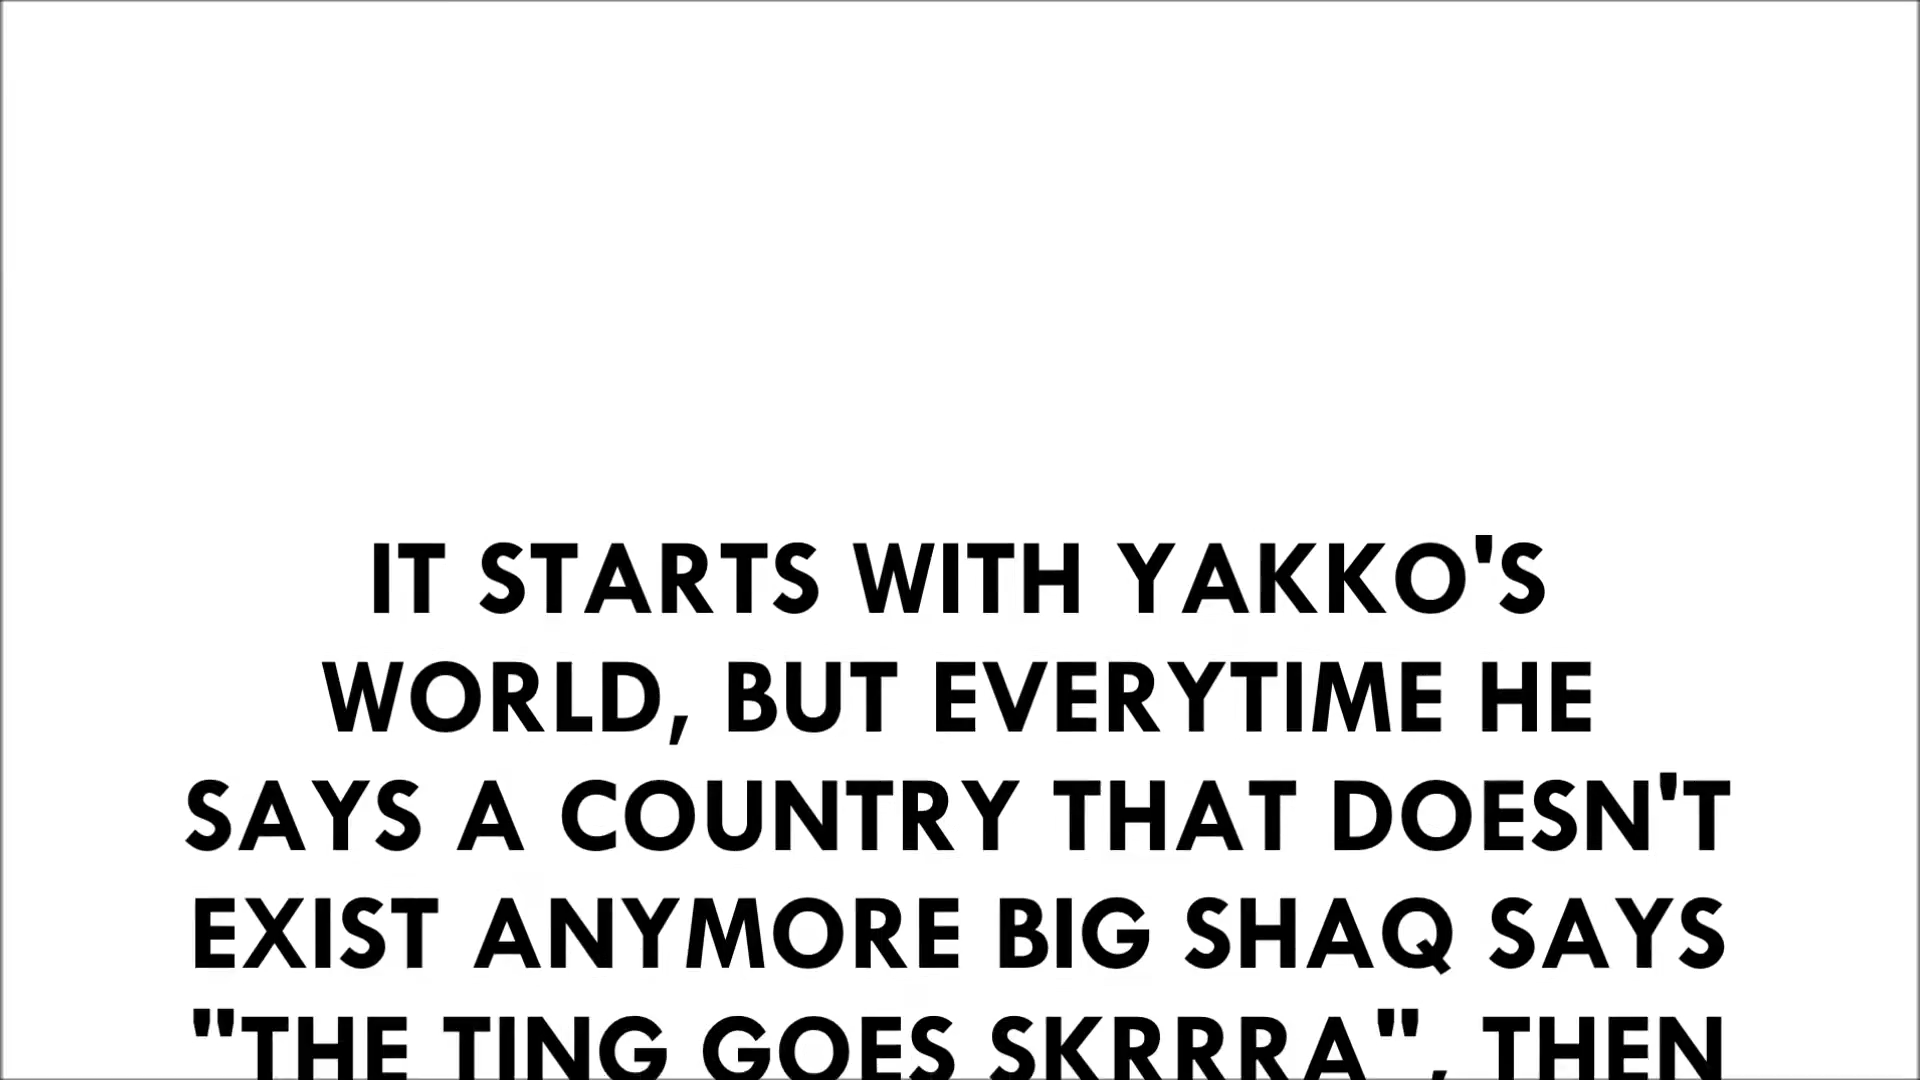 IT STARTS WITH YAKKO'S
WORLD, BUT EVERYTIME HE
SAYS A COUNTRY THAT DOESN'T
EXIST ANYMORE BIG SHAQ SAYS
"THE TING GOES SKRRRA", THEN